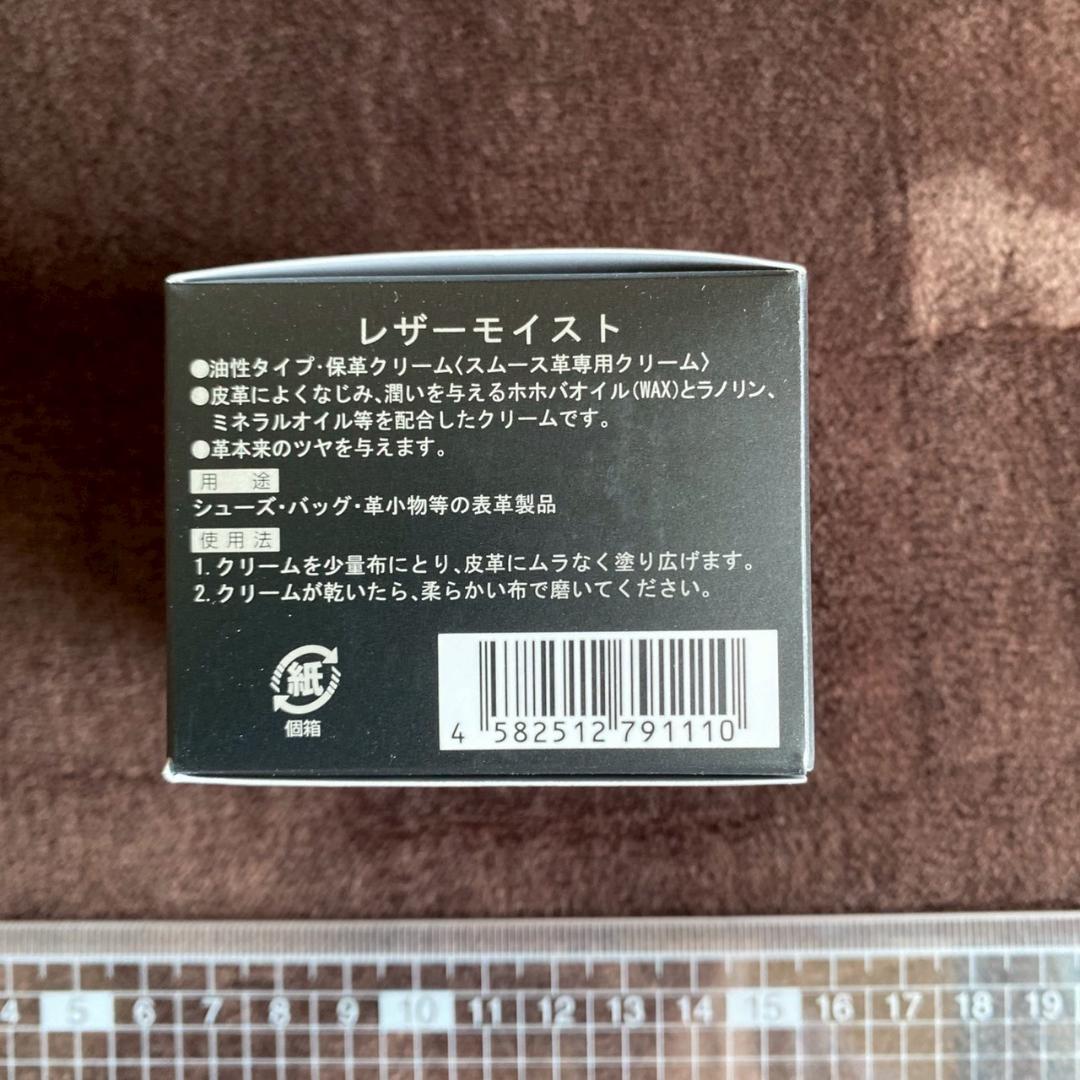 レザーモイスト
●油性タイプ・保革クリーム〈スムース革専用クリーム〉
●皮革によくなじみ、潤いを与えるホホバオイル(WAX)とラノリン、
ミネラルオイル等を配合したクリームです。
●革本来のツヤを与えます。
用途
シューズ・バッグ・革小物等の表革製品
使用法
1.クリームを少量布にとり、皮革にムラなく塗り広げます。
2.クリームが乾いたら、柔らかい布で磨いてください。
紙
個箱
4 582512 791110
4 5 6 7 8 9 10 11 12 13 14 15 16 17 18 19